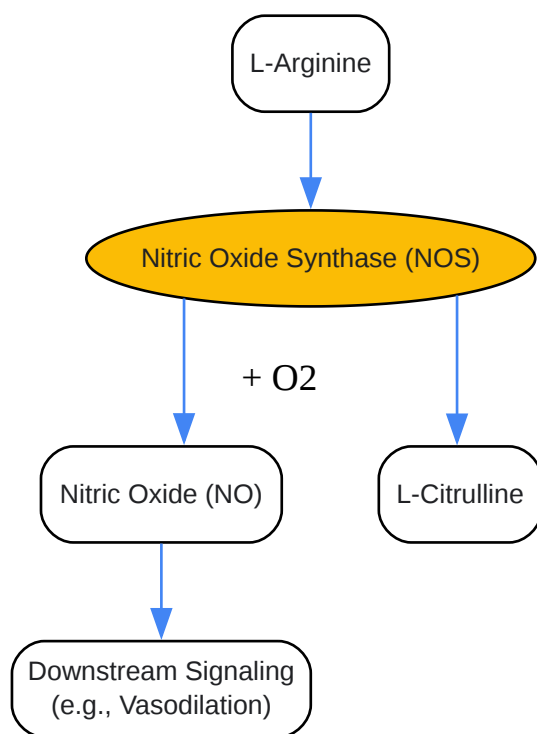 L-Arginine
Nitric Oxide Synthase (NOS)
+ O2
Nitric Oxide (NO)
L-Citrulline
Downstream Signaling
(e.g., Vasodilation)